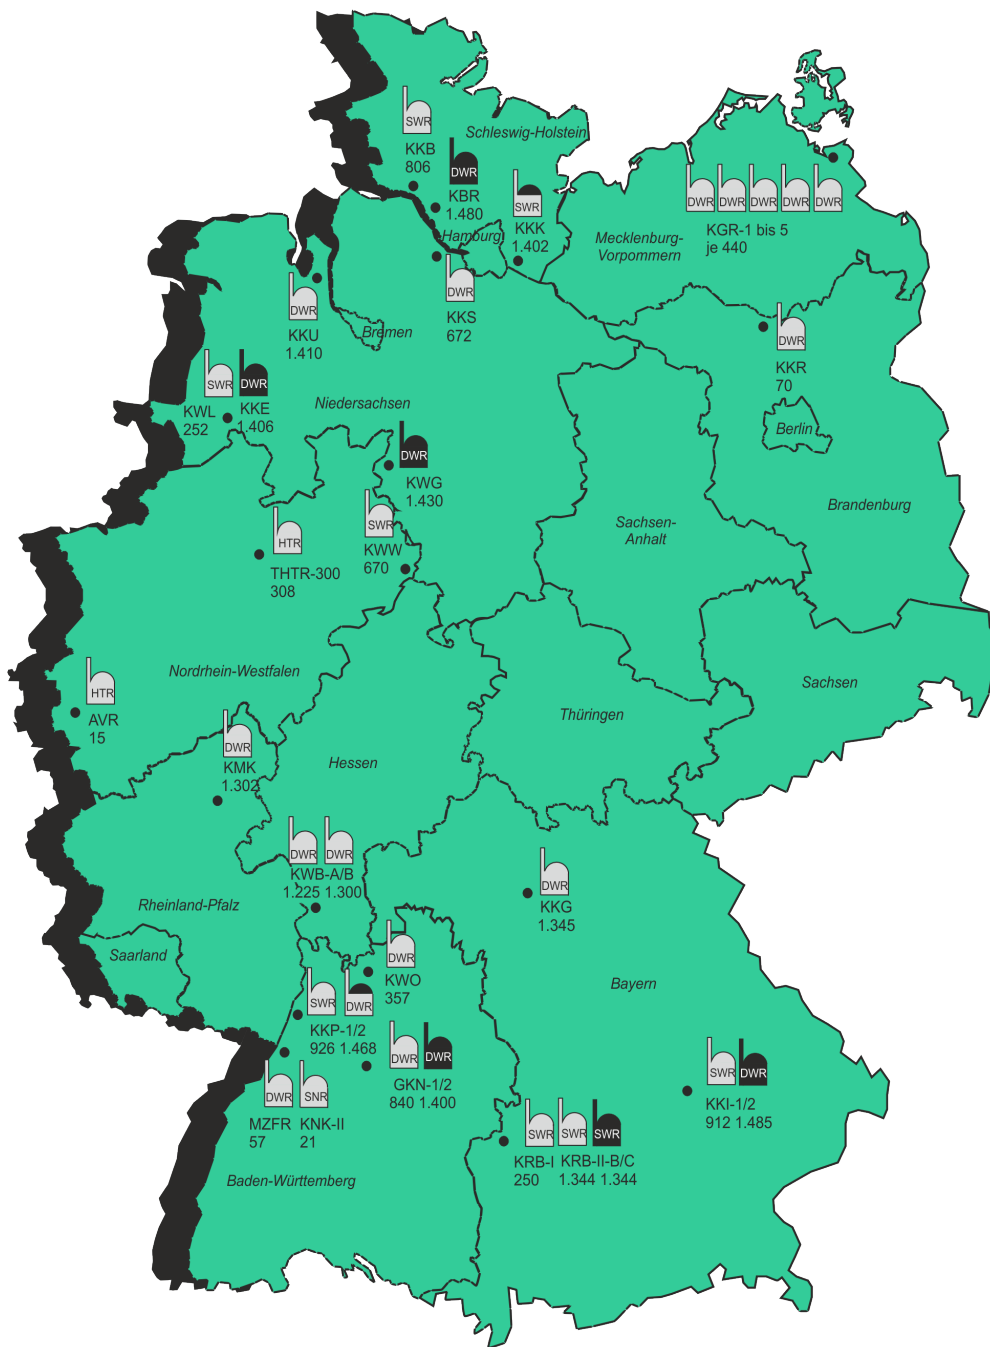 SWR
KKB
806
Schleswig-Holstein
DWR
KBR
1.480
SWR
KKK
1.402
Hamburg
DWR
DWR
DWR
DWR
DWR
KGR-1 bis 5
je 440
Mecklenburg-
Vorpommern
DWR
KKU
1.410
Bremen
DWR
KKS
672
DWR
KKR
70
SWR
DWR
KWL
252
KKE
1.406
Niedersachsen
Berlin
DWR
KWG
1.430
Brandenburg
SWR
KWW
670
Sachsen-
Anhalt
HTR
THTR-300
308
Nordrhein-Westfalen
HTR
AVR
15
Sachsen
Thüringen
DWR
KMK
1.302
Hessen
DWR
DWR
KWB-A/B
1.225 1.300
DWR
KKG
1.345
Rheinland-Pfalz
Saarland
DWR
KWO
357
Bayern
SWR
DWR
KKP-1/2
926 1.468
DWR
DWR
GKN-1/2
840 1.400
SWR
DWR
KKI-1/2
912 1.485
DWR
SNR
MZFR
57
KNK-II
21
SWR
SWR
SWR
KRB-I
250
KRB-II-B/C
1.344 1.344
Baden-Württemberg